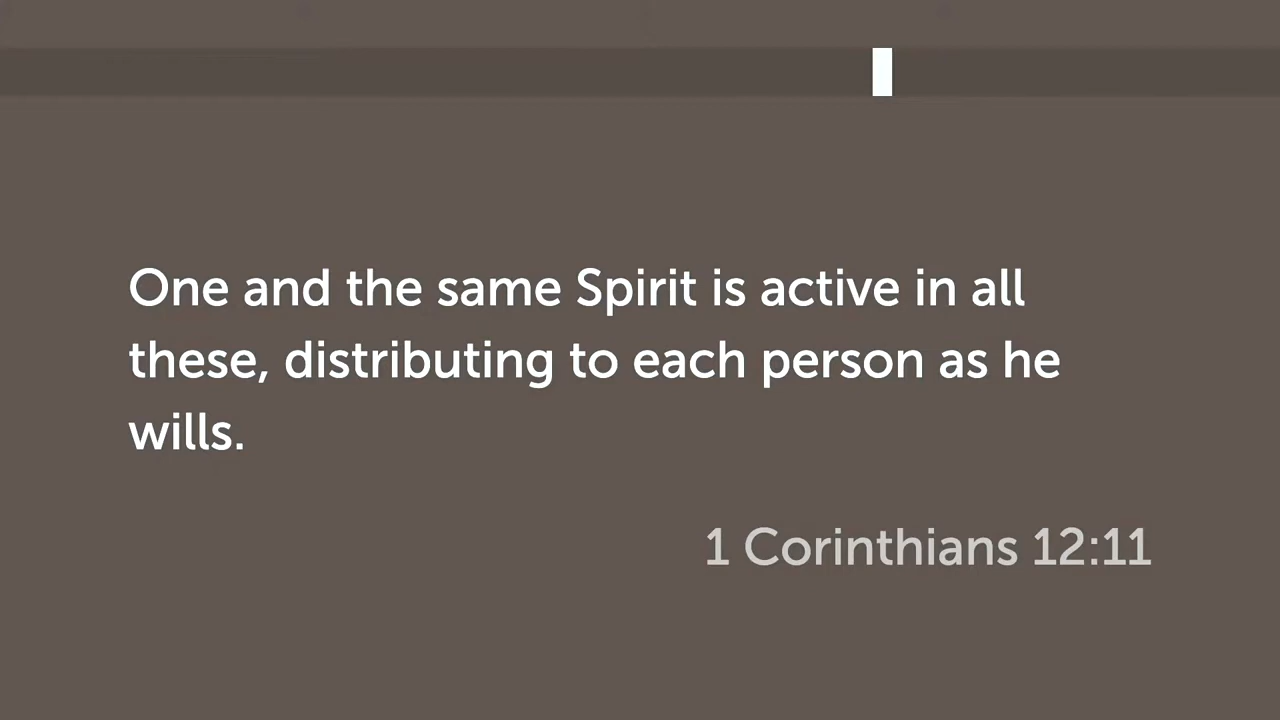 One and the same Spirit is active in all
these, distributing to each person as he
wills.
1 Corinthians 12:11